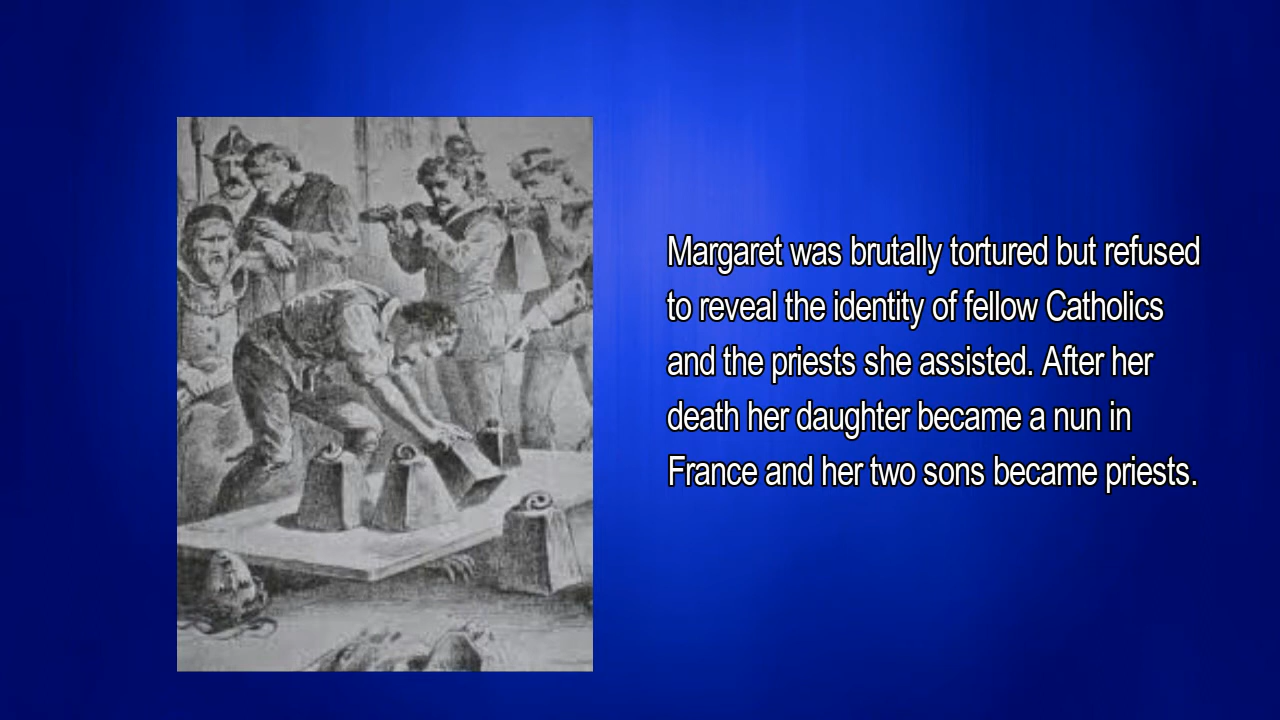 Margaret was brutally tortured but refused
to reveal the identity of fellow Catholics
and the priests she assisted. After her
death her daughter became a nun in
France and her two sons became priests.